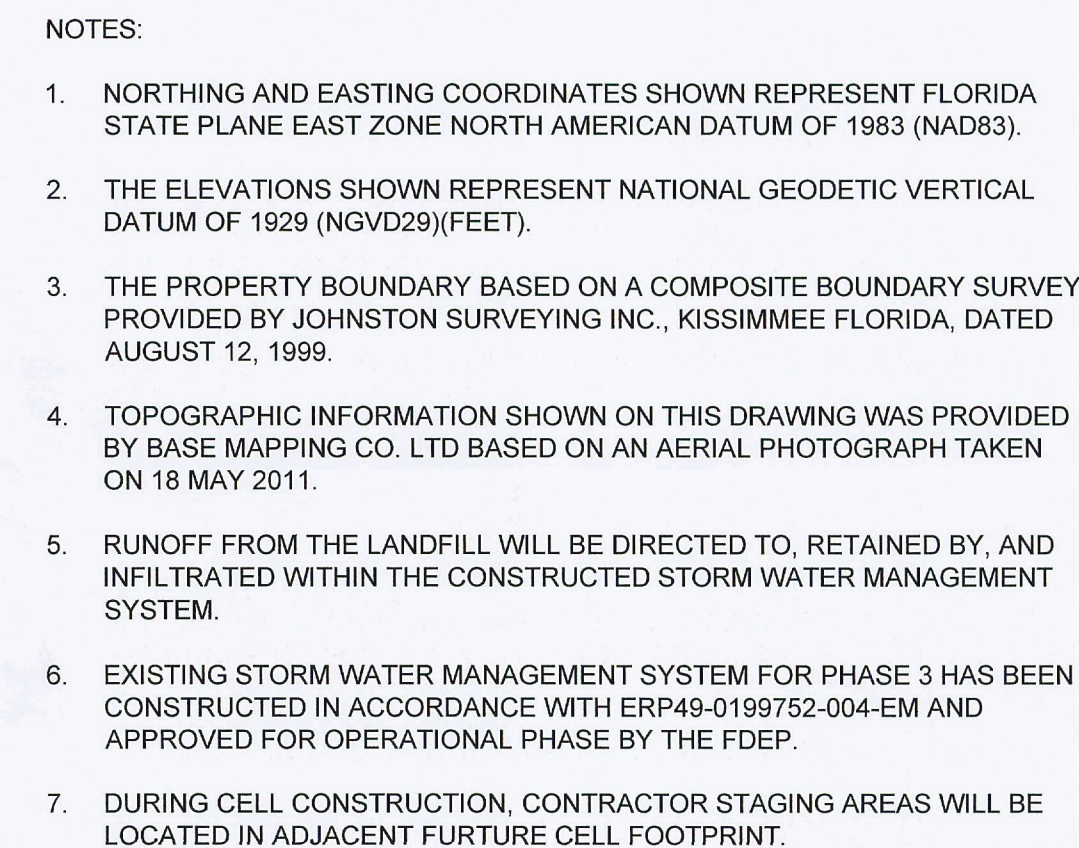 NOTES:
1. NORTHING AND EASTING COORDINATES SHOWN REPRESENT FLORIDA
STATE PLANE EAST ZONE NORTH AMERICAN DATUM OF 1983 (NAD83).
2. THE ELEVATIONS SHOWN REPRESENT NATIONAL GEODETIC VERTICAL
DATUM OF 1929 (NGVD29)(FEET).
3. THE PROPERTY BOUNDARY BASED ON A COMPOSITE BOUNDARY SURVEY
PROVIDED BY JOHNSTON SURVEYING INC., KISSIMMEE FLORIDA, DATED
AUGUST 12, 1999.
4. TOPOGRAPHIC INFORMATION SHOWN ON THIS DRAWING WAS PROVIDED
BY BASE MAPPING CO. LTD BASED ON AN AERIAL PHOTOGRAPH TAKEN
ON 18 MAY 2011.
5. RUNOFF FROM THE LANDFILL WILL BE DIRECTED TO, RETAINED BY, AND
INFILTRATED WITHIN THE CONSTRUCTED STORM WATER MANAGEMENT
SYSTEM.
6. EXISTING STORM WATER MANAGEMENT SYSTEM FOR PHASE 3 HAS BEEN
CONSTRUCTED IN ACCORDANCE WITH ERP49-0199752-004-EM AND
APPROVED FOR OPERATIONAL PHASE BY THE FDEP.
7. DURING CELL CONSTRUCTION, CONTRACTOR STAGING AREAS WILL BE
LOCATED IN ADJACENT FURTURE CELL FOOTPRINT.